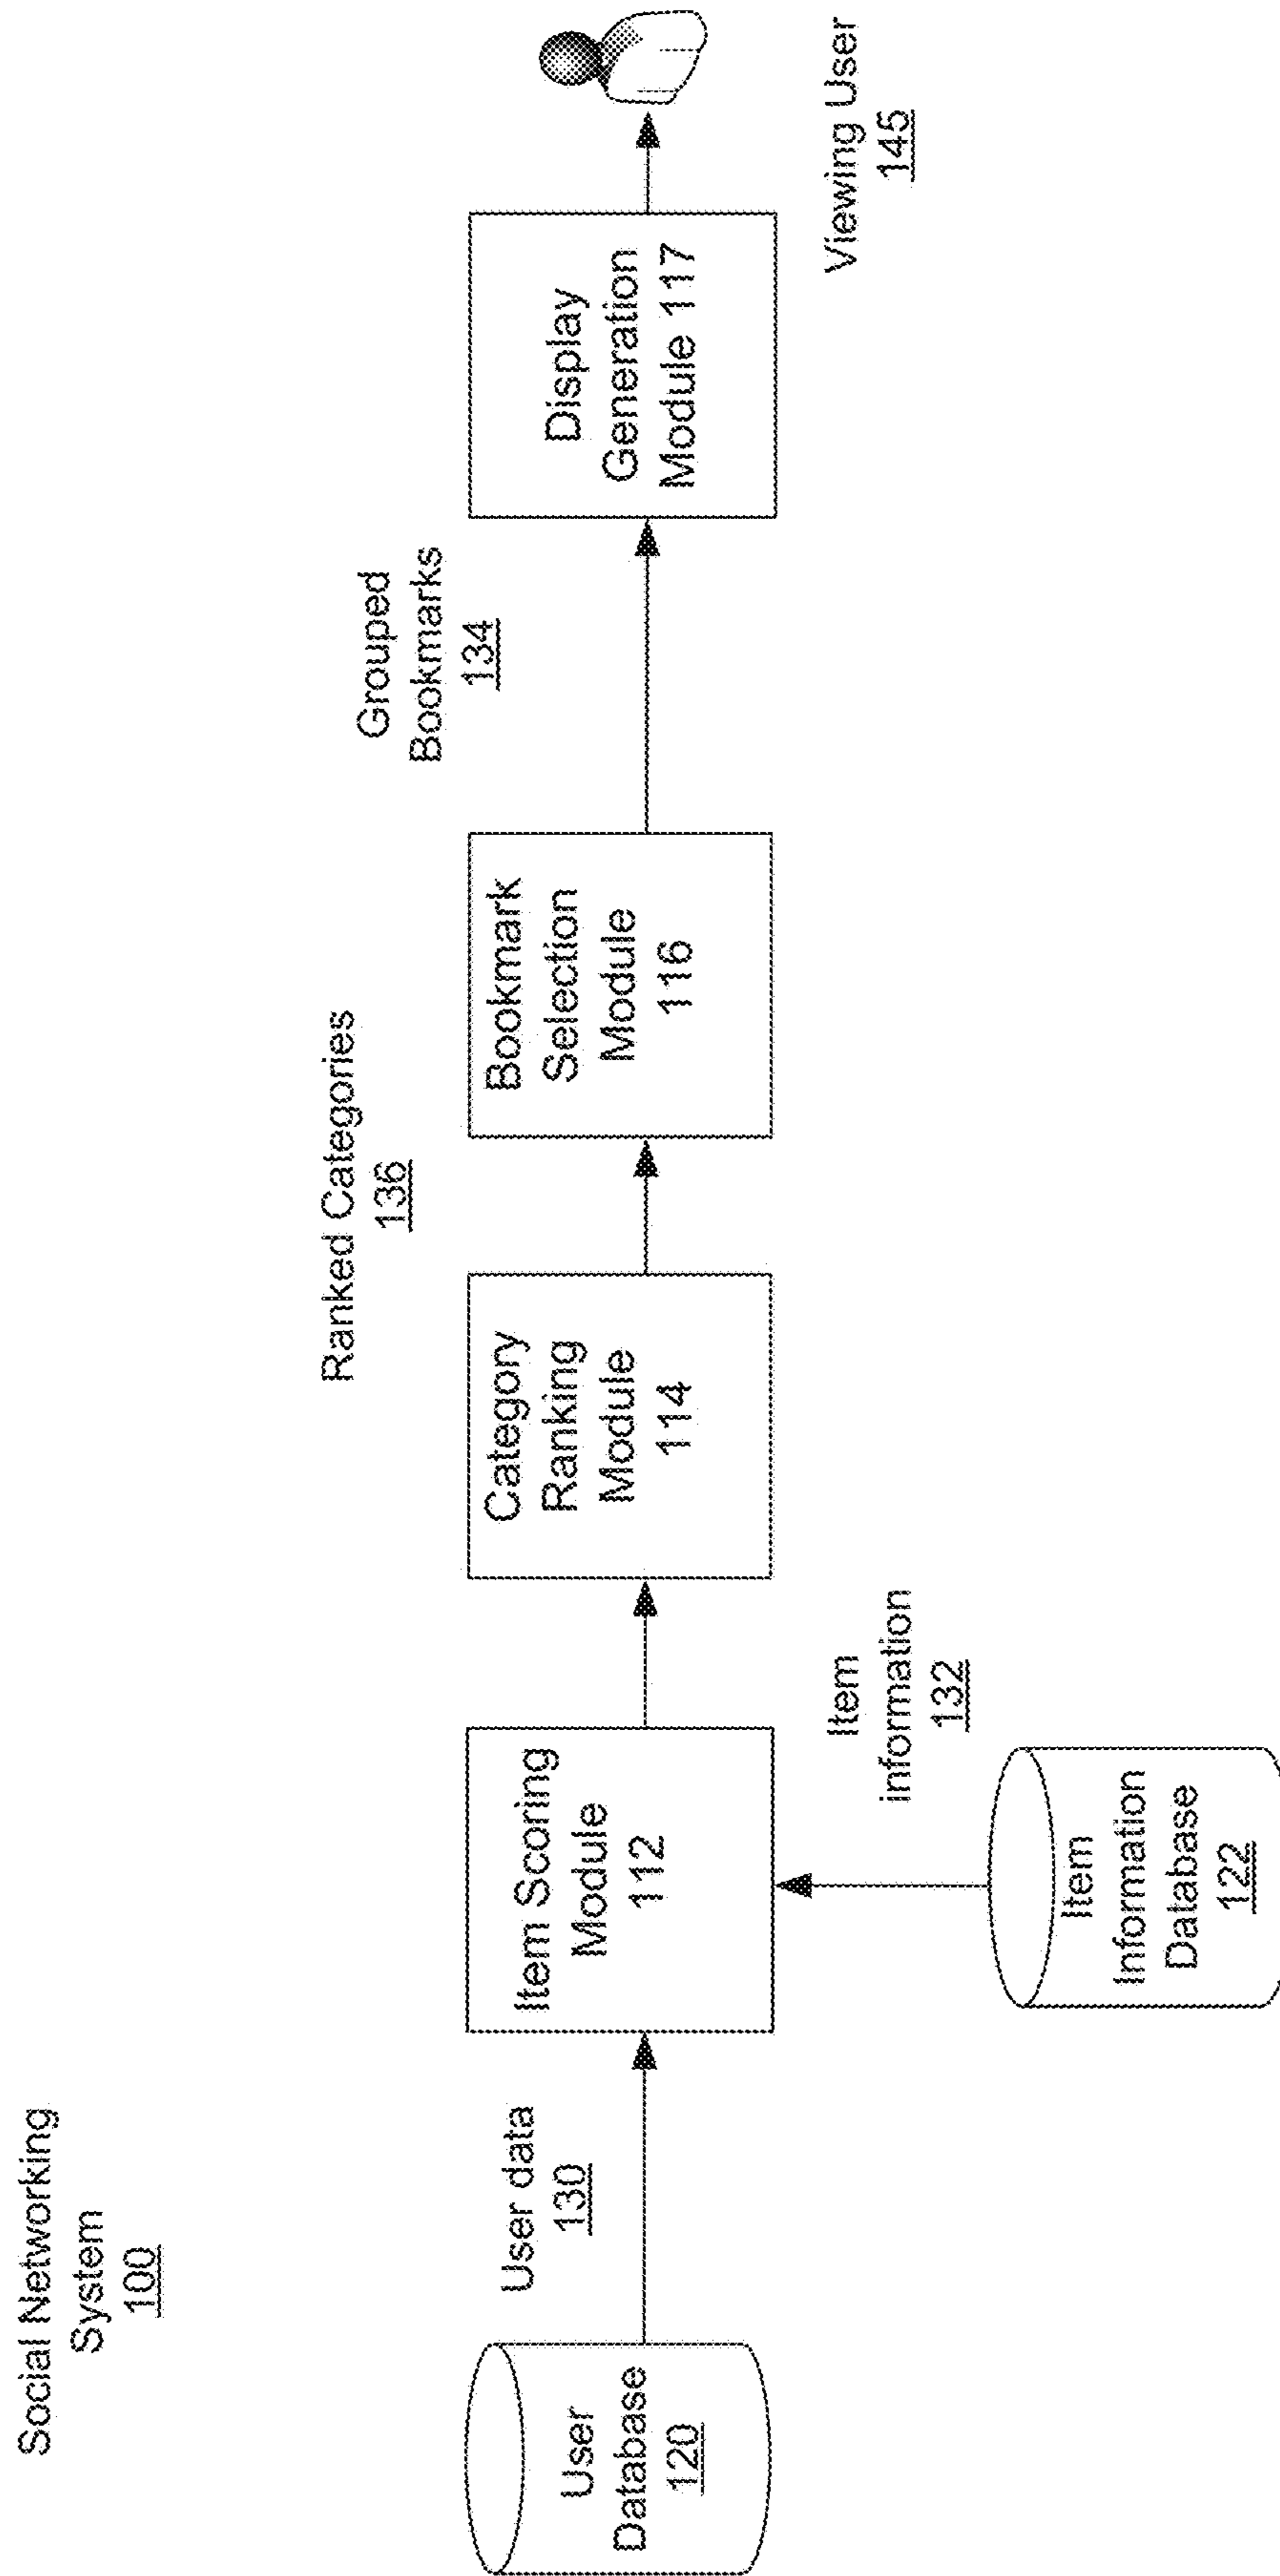 Social Networking
System
100
User
Database
120
User data
130
Item Scoring
Module
112
Item
Information
Database
122
Item
information
132
Category
Ranking
Module
114
Ranked Categories
136
Bookmark
Selection
Module
116
Grouped
Bookmarks
134
Display
Generation
Module 117
Viewing User
145